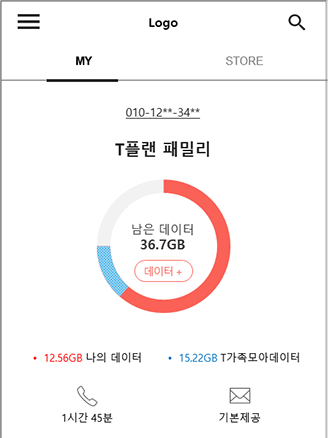 Logo
MY STORE
010-12**-34**
T플랜 패밀리
남은 데이터
36.7GB
데이터 +
• 12.56GB 나의 데이터 • 15.22GB T가족모아데이터
1시간 45분 기본제공